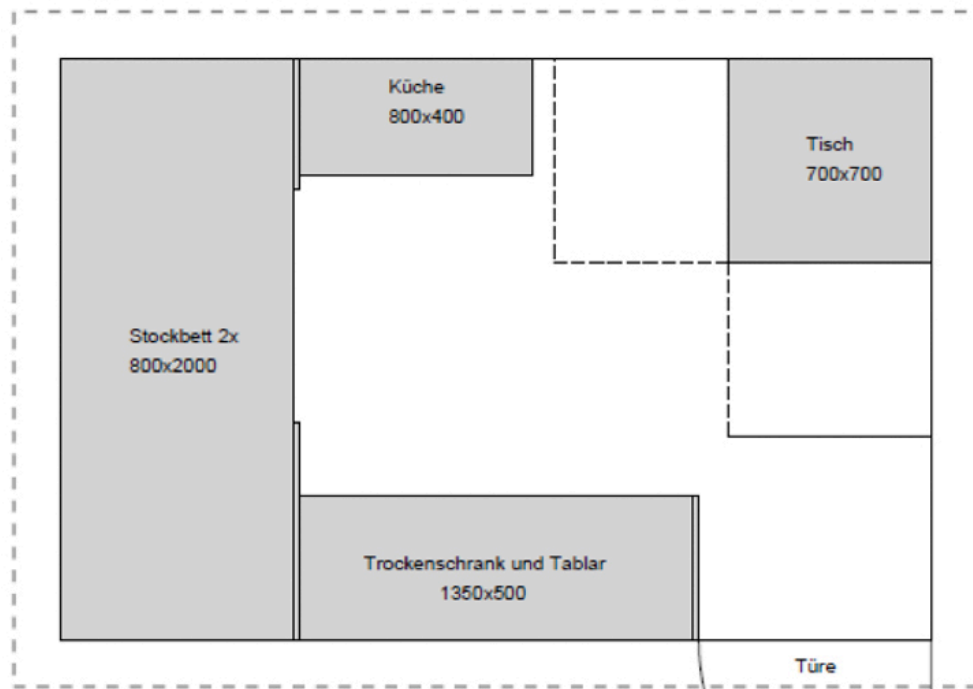 Küche
800x400
Tisch
700x700
Stockbett 2x
800x2000
Trockenschrank und Tablar
1350x500
Türe